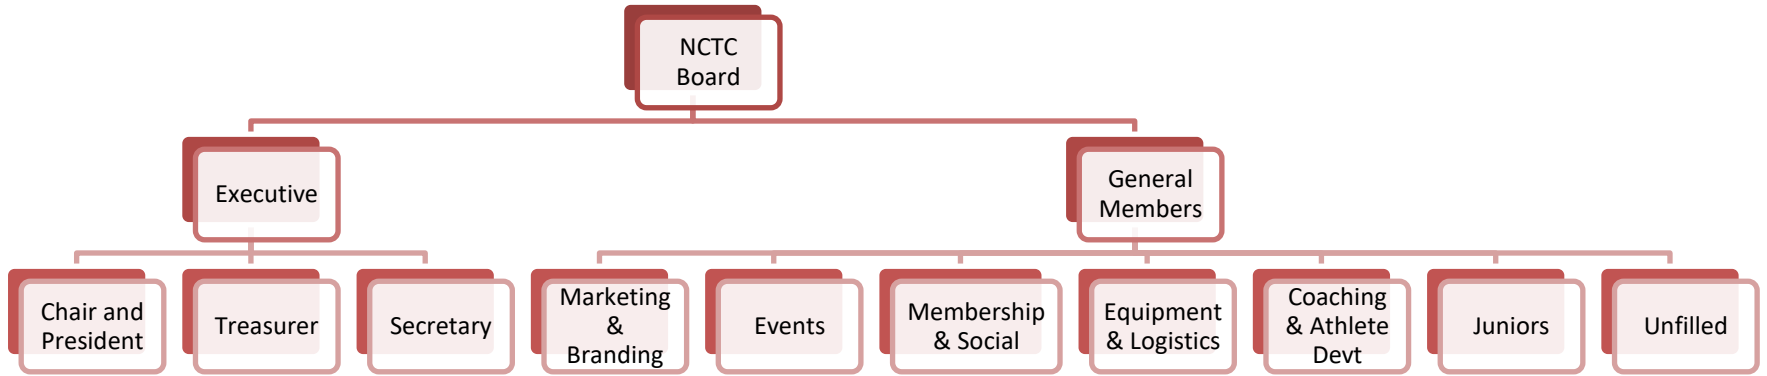 NCTC
Board
Executive
General
Members
Chair and
President
Treasurer
Secretary
Marketing
&
Branding
Events
Membership
& Social
Equipment
& Logistics
Coaching
& Athlete
Devt
Juniors
Unfilled